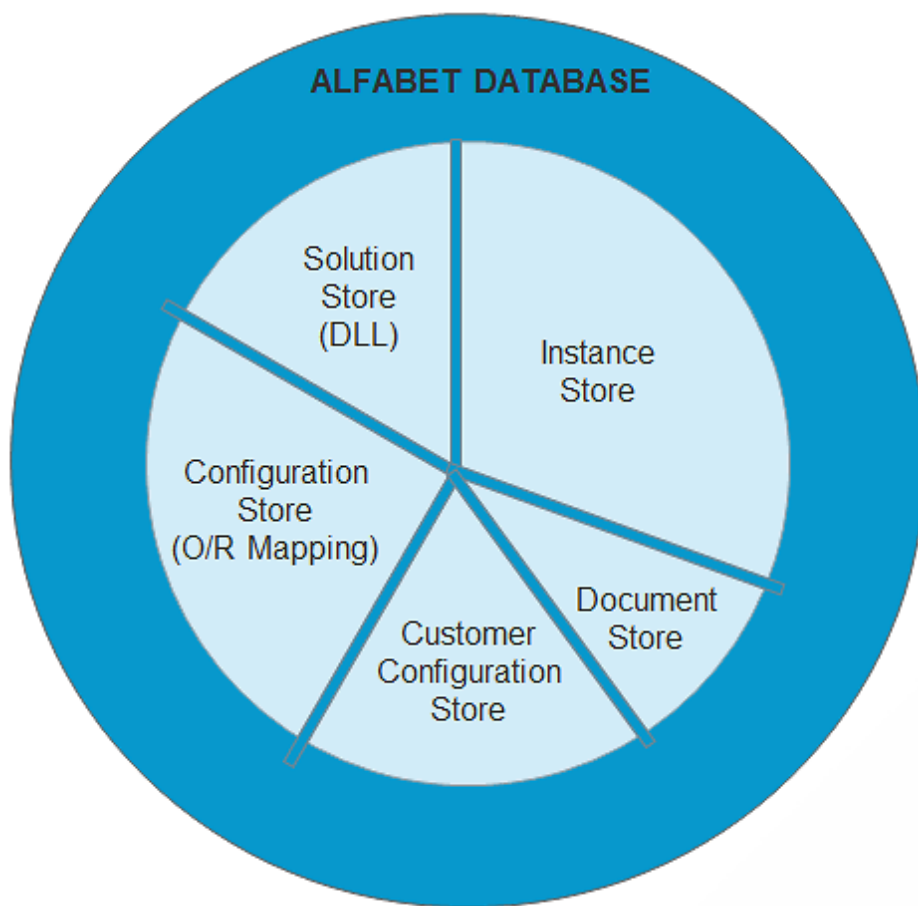 ALFABET DATABASE
Solution
Store
(DLL)
Instance
Store
Configuration
Store
(O/R Mapping)
Document
Store
Customer
Configuration
Store